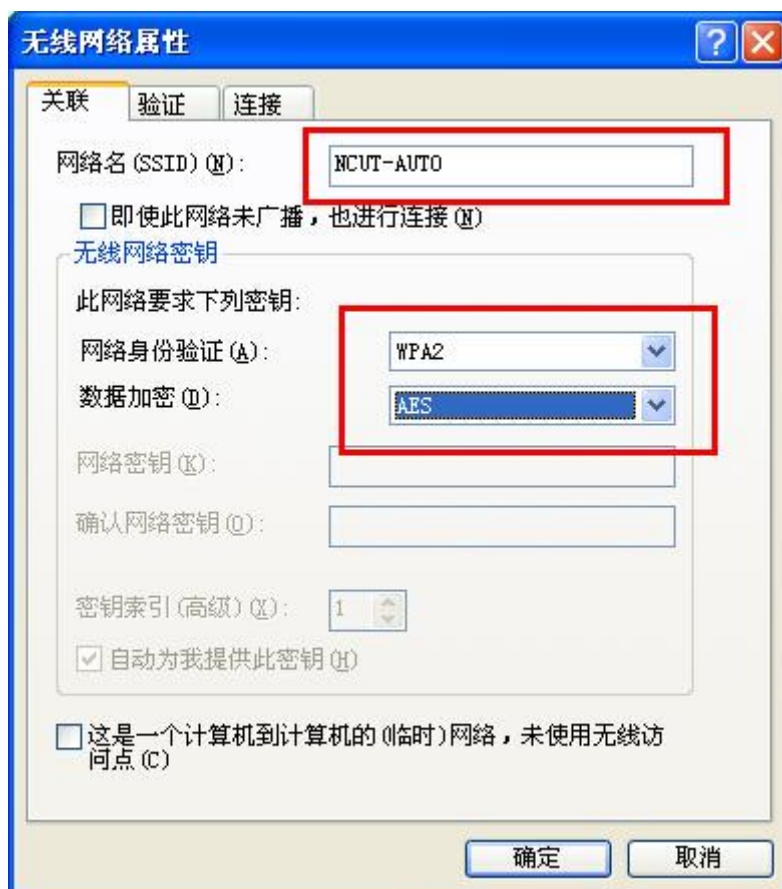 无线网络属性
关联 验证 连接
网络名(SSID)(N): NCUT-AUTO
即使此网络未广播，也进行连接(N)
无线网络密钥
此网络要求下列密钥:
网络身份验证(A): WPA2
数据加密(D): AES
网络密钥(K):
确认网络密钥(O):
密钥索引(高级)(X): 1
自动为我提供此密钥(H)
这是一个计算机到计算机的(临时)网络，未使用无线访
问点(C)
确定 取消